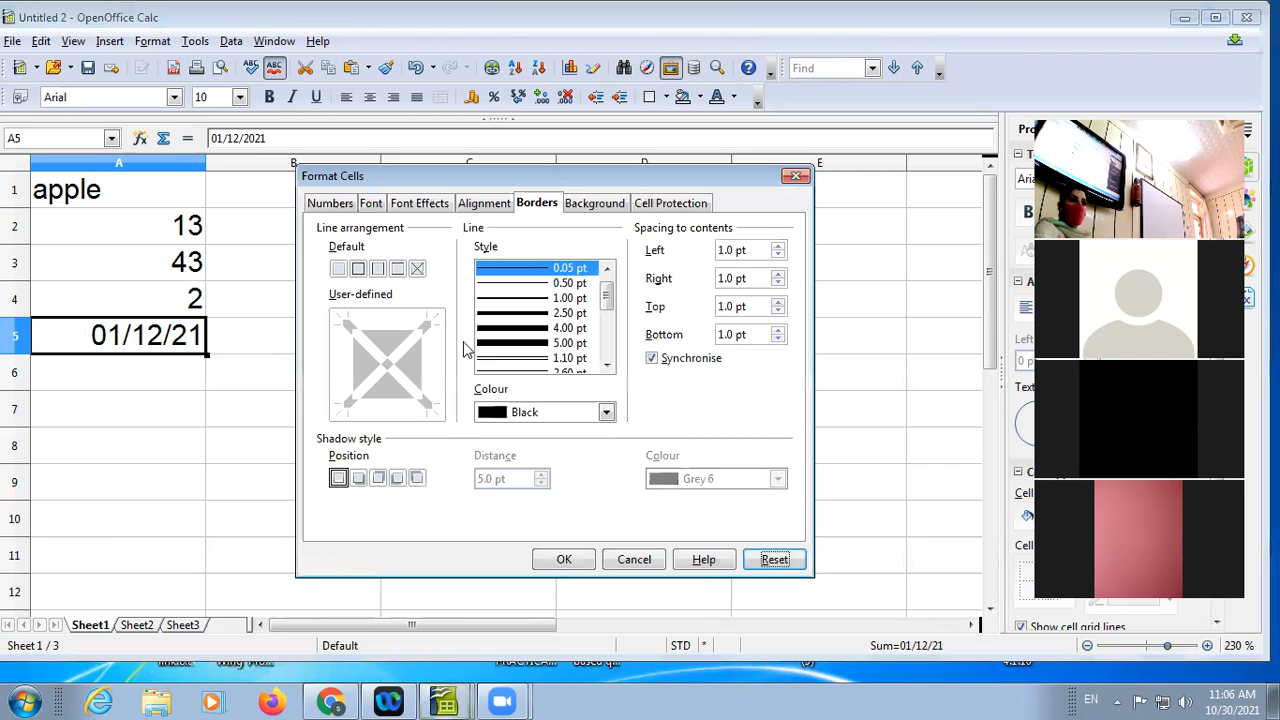 Untitled 2 - OpenOffice Calc
File Edit View Insert Format Tools Data Window Help
Find
Arial 10
A5 01/12/2021
A B C D E
1 apple
2 13
3 43
4 2
5 01/12/21
6
7
8
9
10
11
12
Format Cells
Numbers Font Font Effects Alignment Borders Background Cell Protection
Line arrangement Line Spacing to contents
Default Style Left 1.0 pt
0.05 pt
0.50 pt
Right 1.0 pt
User-defined
1.00 pt
Top 1.0 pt
2.50 pt
4.00 pt
Bottom 1.0 pt
5.00 pt
1.10 pt
Synchronise
2.60 pt
Colour
Black
Shadow style
Position Distance Colour
5.0 pt Grey 6
OK Cancel Help Reset
Show cell grid lines
Sheet1 Sheet2 Sheet3
Sheet 1 / 3 Default STD * Sum=01/12/21 230 %
EN
11:06 AM
10/30/2021